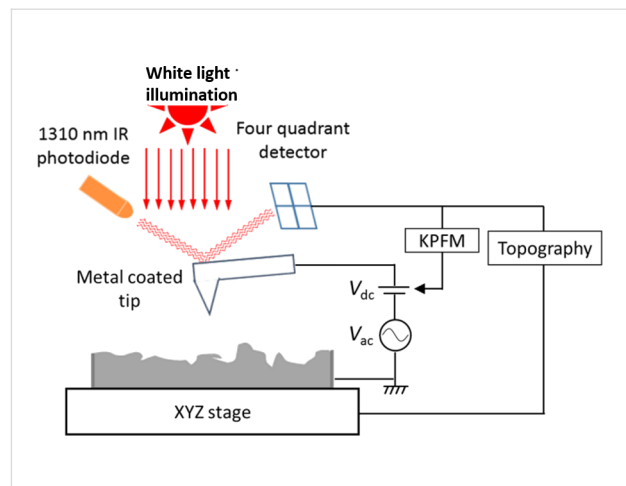 White light
illumination
1310 nm IR
photodiode
Four quadrant
detector
KPFM
Topography
Metal coated
tip
Vdc
Vac
XYZ stage